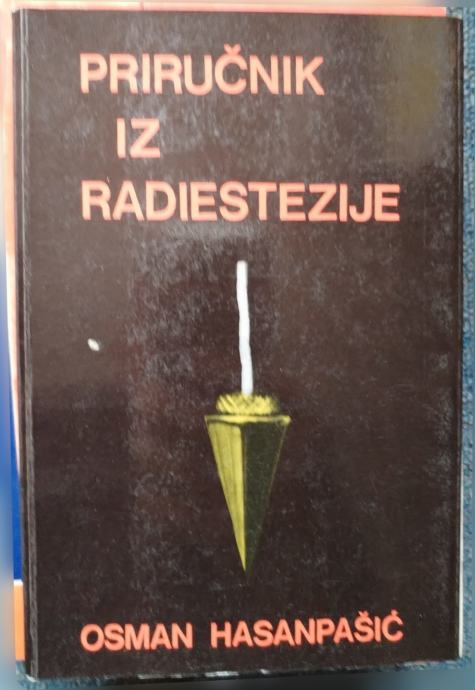 PRIRUČNIK
IZ
RADIESTEZIJE
OSMAN HASANPAŠIĆ